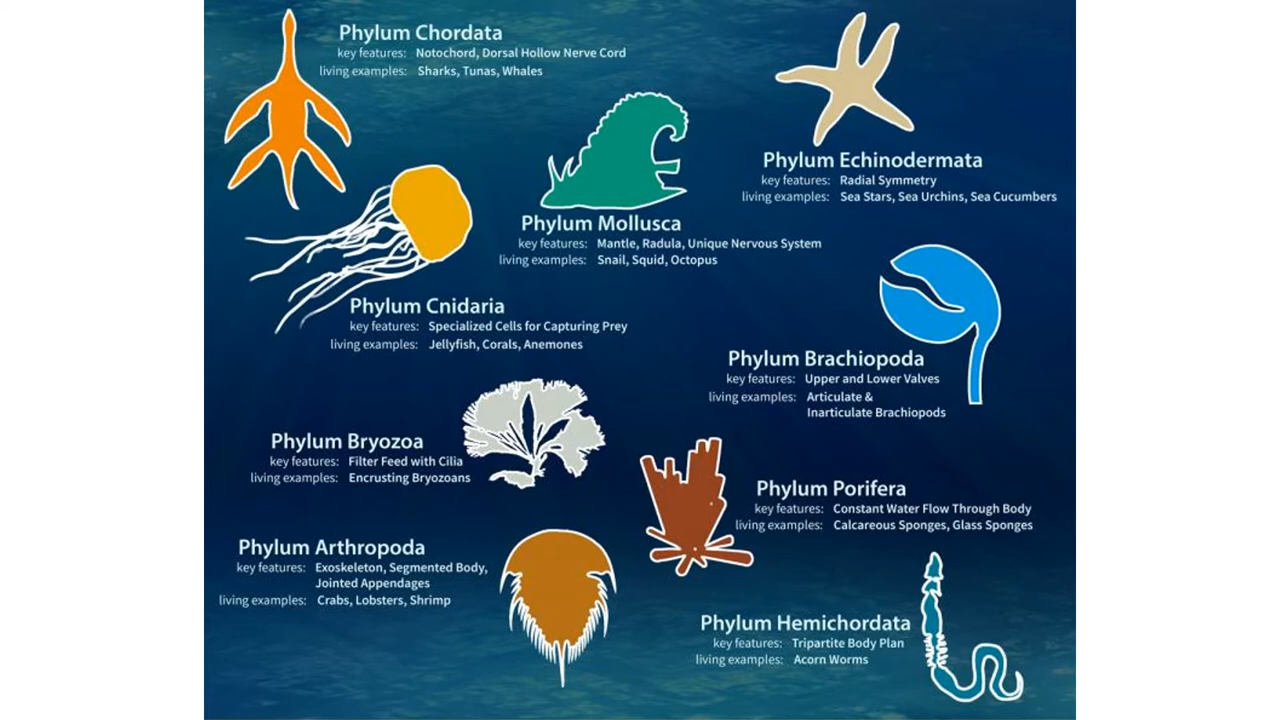 Phylum Chordata
key features: Notochord, Dorsal Hollow Nerve Cord
living examples: Sharks, Tunas, Whales
Phylum Echinodermata
key features: Radial Symmetry
living examples: Sea Stars, Sea Urchins, Sea Cucumbers
Phylum Mollusca
key features: Mantle, Radula, Unique Nervous System
living examples: Snail, Squid, Octopus
Phylum Cnidaria
key features: Specialized Cells for Capturing Prey
living examples: Jellyfish, Corals, Anemones
Phylum Brachiopoda
key features: Upper and Lower Valves
living examples: Articulate &
Inarticulate Brachiopods
Phylum Bryozoa
key features: Filter Feed with Cilia
living examples: Encrusting Bryozoans
Phylum Porifera
key features: Constant Water Flow Through Body
living examples: Calcareous Sponges, Glass Sponges
Phylum Arthropoda
key features: Exoskeleton, Segmented Body,
Jointed Appendages
living examples: Crabs, Lobsters, Shrimp
Phylum Hemichordata
key features: Tripartite Body Plan
living examples: Acorn Worms